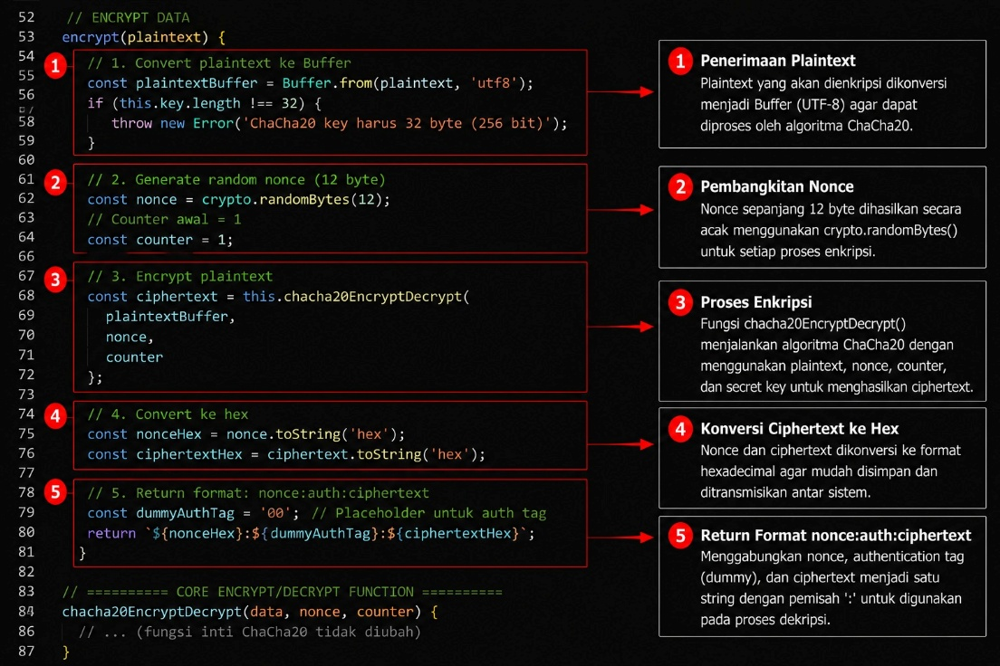 52 // ENCRYPT DATA
53 encrypt(plaintext) {
54
1 // 1. Convert plaintext ke Buffer
55 const plaintextBuffer = Buffer.from(plaintext, 'utf8');
56 if (this.key.length !== 32) {
58 throw new Error('ChaCha20 key harus 32 byte (256 bit)');
59 }
60
61 // 2. Generate random nonce (12 byte)
2
62 const nonce = crypto.randomBytes(12);
63 // Counter awal = 1
64 const counter = 1;
66
67 // 3. Encrypt plaintext
3
68 const ciphertext = this.chacha20EncryptDecrypt(
69 plaintextBuffer,
70 nonce,
71 counter
72 };
73
74 // 4. Convert ke hex
4
75 const nonceHex = nonce.toString('hex');
76 const ciphertextHex = ciphertext.toString('hex');
77
78 // 5. Return format: nonce:auth:ciphertext
5
79 const dummyAuthTag = '00'; // Placeholder untuk auth tag
80 return `${nonceHex}:${dummyAuthTag}:${ciphertextHex}`;
81 }
82
83 // ========== CORE ENCRYPT/DECRYPT FUNCTION ==========
84 chacha20EncryptDecrypt(data, nonce, counter) {
86 // ... (fungsi inti ChaCha20 tidak diubah)
87 }
1 Penerimaan Plaintext
Plaintext yang akan dienkripsi dikonversi
menjadi Buffer (UTF-8) agar dapat
diproses oleh algoritma ChaCha20.
2 Pembangkitan Nonce
Nonce sepanjang 12 byte dihasilkan secara
acak menggunakan crypto.randomBytes()
untuk setiap proses enkripsi.
3 Proses Enkripsi
Fungsi chacha20EncryptDecrypt()
menjalankan algoritma ChaCha20 dengan
menggunakan plaintext, nonce, counter,
dan secret key untuk menghasilkan ciphertext.
4 Konversi Ciphertext ke Hex
Nonce dan ciphertext dikonversi ke format
hexadecimal agar mudah disimpan dan
ditransmisikan antar sistem.
5 Return Format nonce:auth:ciphertext
Menggabungkan nonce, authentication tag
(dummy), dan ciphertext menjadi satu
string dengan pemisah ':' untuk digunakan
pada proses dekripsi.